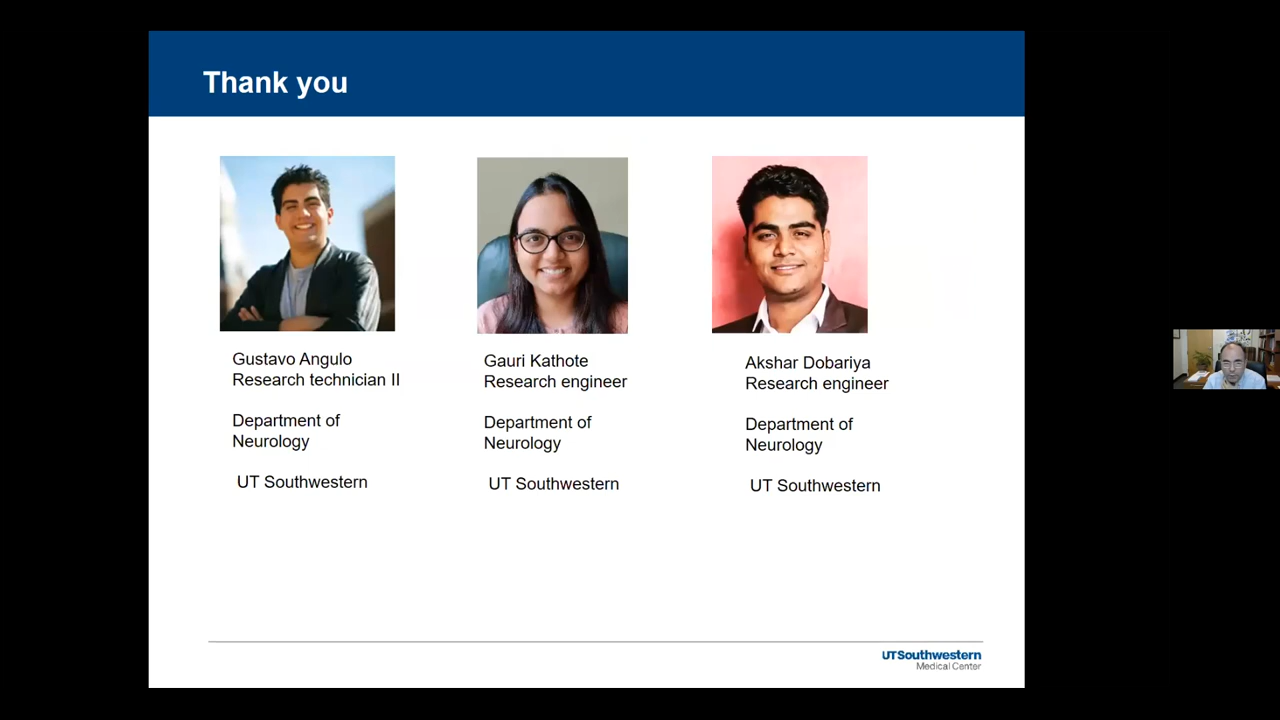 Thank you
Gustavo Angulo
Research technician II
Department of
Neurology
UT Southwestern
Gauri Kathote
Research engineer
Department of
Neurology
UT Southwestern
Akshar Dobariya
Research engineer
Department of
Neurology
UT Southwestern
UTSouthwestern
Medical Center